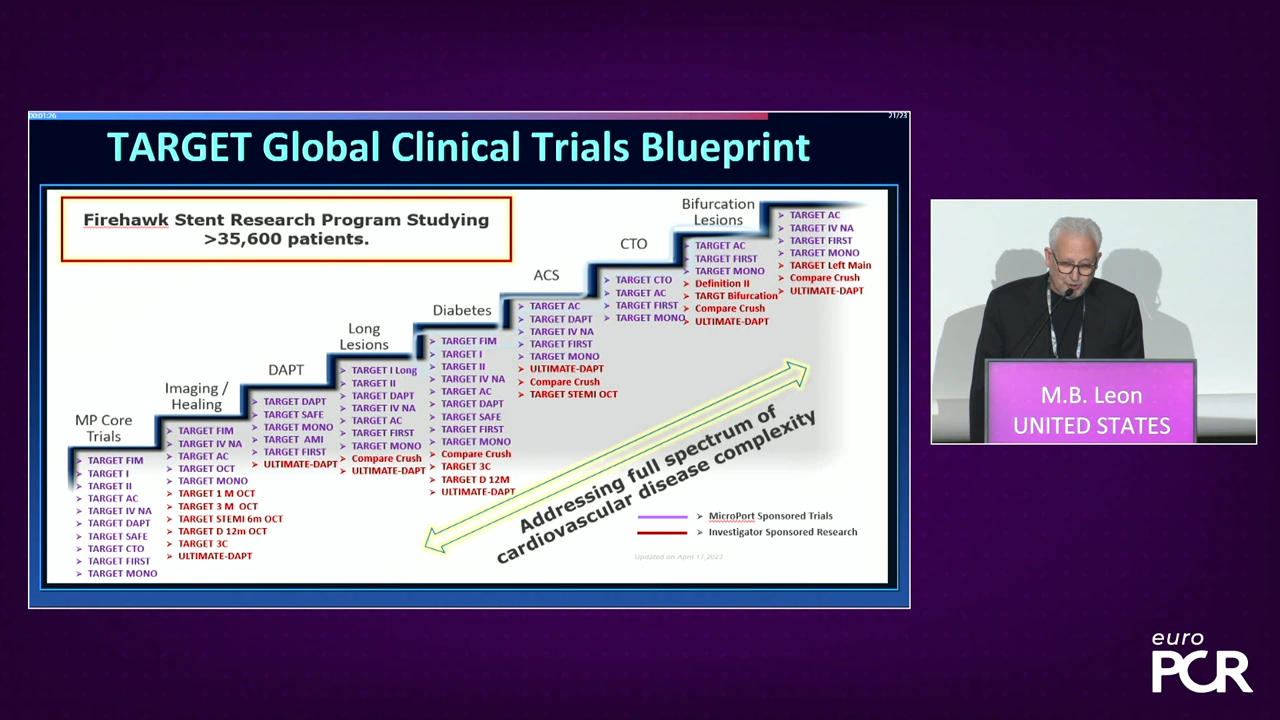 00:01:26
21/23
TARGET Global Clinical Trials Blueprint
Firehawk Stent Research Program Studying
>35,600 patients.
MP Core
Trials
TARGET FIM
TARGET I
TARGET II
TARGET AC
TARGET IV NA
TARGET DAPT
TARGET SAFE
TARGET CTO
TARGET FIRST
TARGET MONO
Imaging /
Healing
TARGET FIM
TARGET IV NA
TARGET AC
TARGET OCT
TARGET MONO
TARGET 1 M OCT
TARGET 3 M OCT
TARGET STEMI 6m OCT
TARGET D 12m OCT
TARGET 3C
ULTIMATE-DAPT
DAPT
TARGET DAPT
TARGET SAFE
TARGET MONO
TARGET AMI
TARGET FIRST
ULTIMATE-DAPT
Long
Lesions
TARGET I Long
TARGET II
TARGET DAPT
TARGET IV NA
TARGET AC
TARGET FIRST
TARGET MONO
Compare Crush
ULTIMATE-DAPT
Diabetes
TARGET FIM
TARGET I
TARGET II
TARGET IV NA
TARGET AC
TARGET DAPT
TARGET SAFE
TARGET FIRST
TARGET MONO
Compare Crush
TARGET 3C
TARGET D 12M
ULTIMATE-DAPT
ACS
TARGET AC
TARGET DAPT
TARGET IV NA
TARGET FIRST
TARGET MONO
ULTIMATE-DAPT
Compare Crush
TARGET STEMI OCT
CTO
TARGET CTO
TARGET AC
TARGET FIRST
TARGET MONO
Bifurcation
Lesions
TARGET AC
TARGET FIRST
TARGET MONO
Definition II
TARGT Bifurcation
Compare Crush
ULTIMATE-DAPT
TARGET AC
TARGET IV NA
TARGET FIRST
TARGET MONO
TARGET Left Main
Compare Crush
ULTIMATE-DAPT
Addressing full spectrum of
cardiovascular disease complexity
MicroPort Sponsored Trials
Investigator Sponsored Research
M.B. Leon
UNITED STATES
euro
PCR